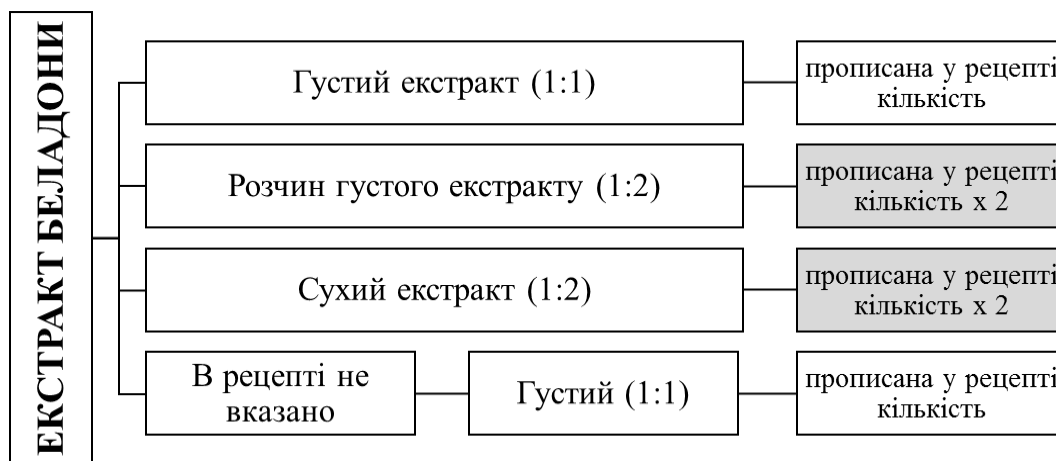 ЕКСТРАКТ БЕЛАДОНИ
Густий екстракт (1:1)
прописана у рецепті
кількість
Розчин густого екстракту (1:2)
прописана у рецепті
кількість х 2
Сухий екстракт (1:2)
прописана у рецепті
кількість х 2
В рецепті не
вказано
Густий (1:1)
прописана у рецепті
кількість